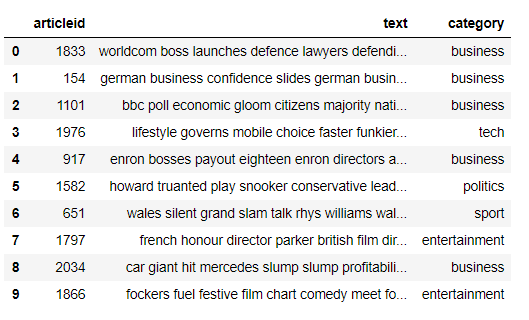 articleid text category
0 1833 worldcom boss launches defence lawyers defendi... business
1 154 german business confidence slides german busin... business
2 1101 bbc poll economic gloom citizens majority nati... business
3 1976 lifestyle governs mobile choice faster funkier... tech
4 917 enron bosses payout eighteen enron directors a... business
5 1582 howard truanted play snooker conservative lead... politics
6 651 wales silent grand slam talk rhys williams wal... sport
7 1797 french honour director parker british film dir... entertainment
8 2034 car giant hit mercedes slump slump profitabili... business
9 1866 fockers fuel festive film chart comedy meet fo... entertainment